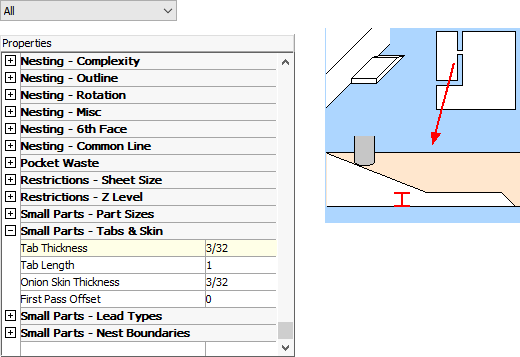 All
Properties
Nesting - Complexity
Nesting - Outline
Nesting - Rotation
Nesting - Misc
Nesting - 6th Face
Nesting - Common Line
Pocket Waste
Restrictions - Sheet Size
Restrictions - Z Level
Small Parts - Part Sizes
Small Parts - Tabs & Skin
Tab Thickness 3/32
Tab Length 1
Onion Skin Thickness 3/32
First Pass Offset 0
Small Parts - Lead Types
Small Parts - Nest Boundaries